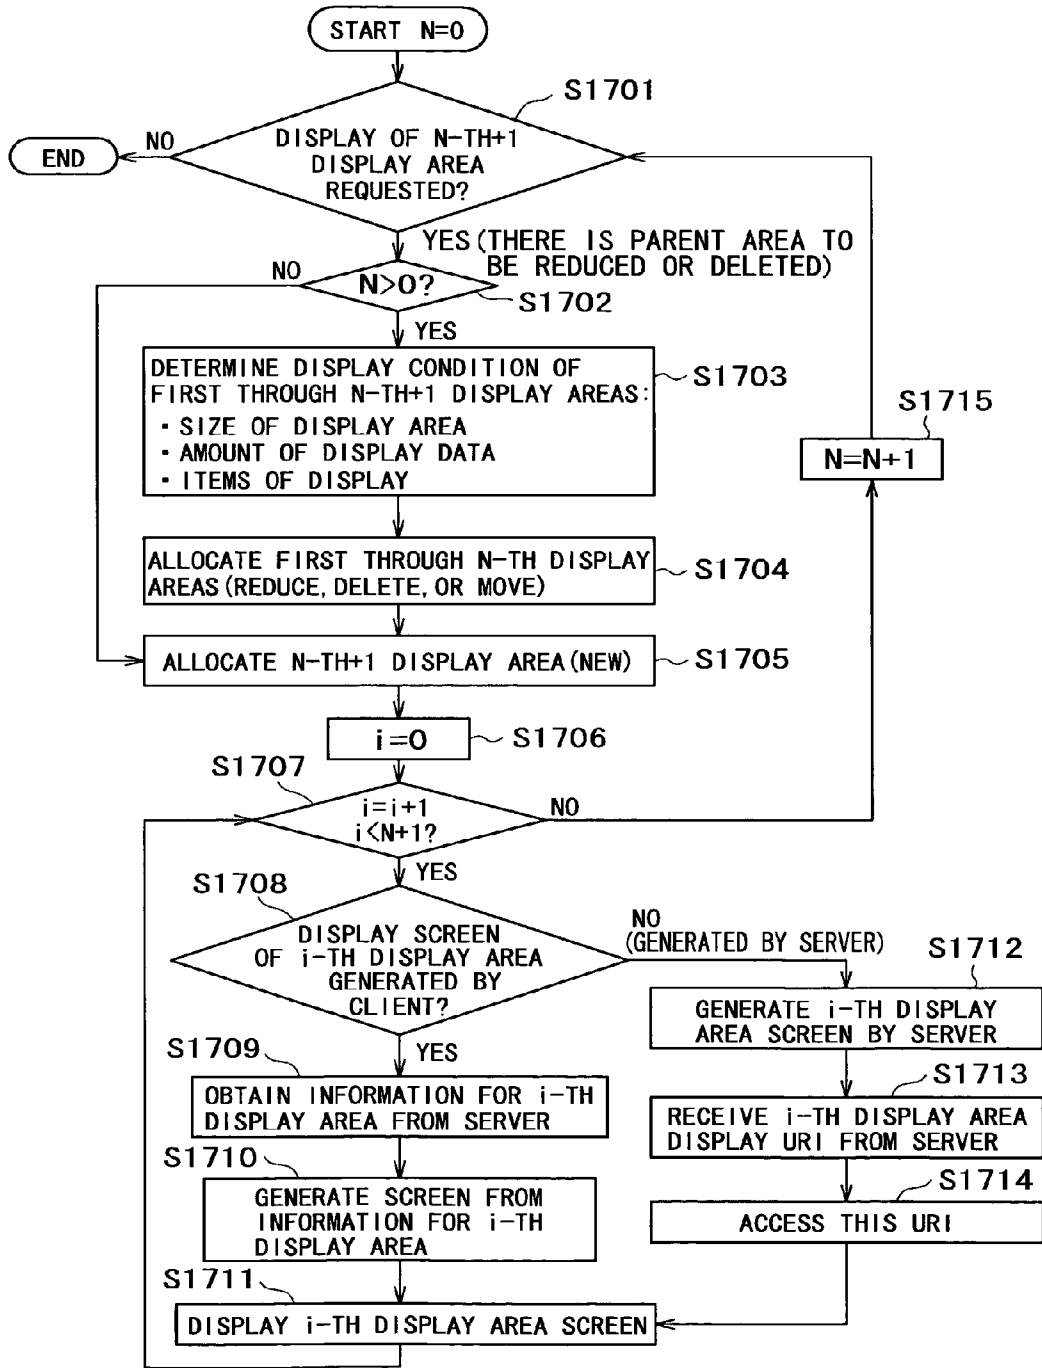 START N=0
S1701
DISPLAY OF N-TH+1
DISPLAY AREA
REQUESTED?
NO
END
YES(THERE IS PARENT AREA TO
BE REDUCED OR DELETED)
NO
N>0?
S1702
YES
DETERMINE DISPLAY CONDITION OF
FIRST THROUGH N-TH+1 DISPLAY AREAS:
・SIZE OF DISPLAY AREA
・AMOUNT OF DISPLAY DATA
・ITEMS OF DISPLAY
S1703
S1715
N=N+1
ALLOCATE FIRST THROUGH N-TH DISPLAY
AREAS(REDUCE, DELETE, OR MOVE)
S1704
ALLOCATE N-TH+1 DISPLAY AREA(NEW)
S1705
i=0
S1706
S1707
i=i+1
i<N+1?
NO
YES
S1708
DISPLAY SCREEN
OF i-TH DISPLAY AREA
GENERATED BY
CLIENT?
NO
(GENERATED BY SERVER)
YES
S1712
GENERATE i-TH DISPLAY
AREA SCREEN BY SERVER
S1709
OBTAIN INFORMATION FOR i-TH
DISPLAY AREA FROM SERVER
S1713
RECEIVE i-TH DISPLAY AREA
DISPLAY URI FROM SERVER
S1710
GENERATE SCREEN FROM
INFORMATION FOR i-TH
DISPLAY AREA
S1714
ACCESS THIS URI
S1711
DISPLAY i-TH DISPLAY AREA SCREEN